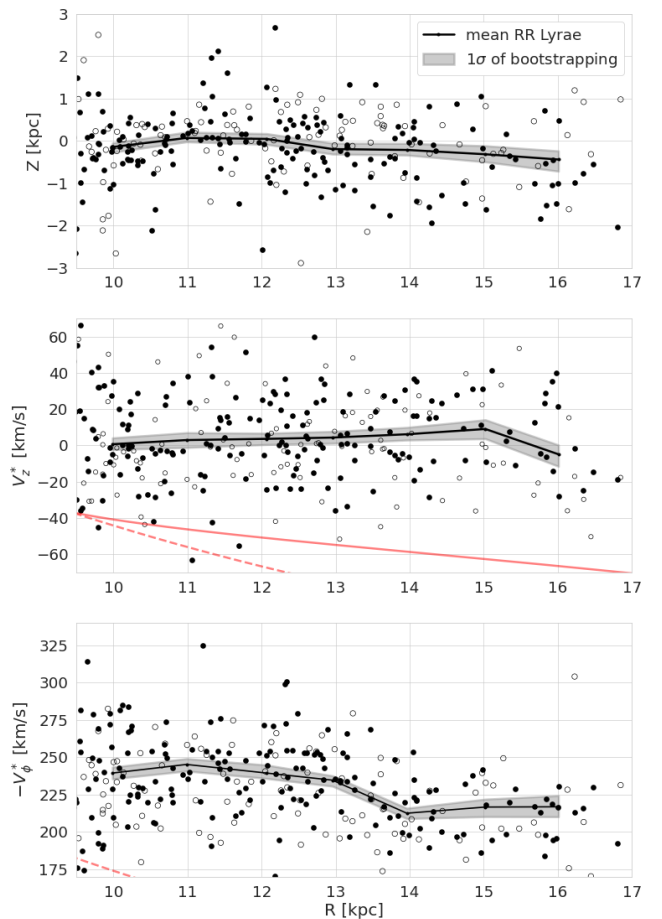 3
mean RR Lyrae
1σ of bootstrapping
2
1
0
−1
−2
−3
Z [kpc]
10 11 12 13 14 15 16 17
60
40
20
0
−20
−40
−60
V*z [km/s]
10 11 12 13 14 15 16 17
325
300
275
250
225
200
175
−V*ϕ [km/s]
10 11 12 13 14 15 16 17
R [kpc]